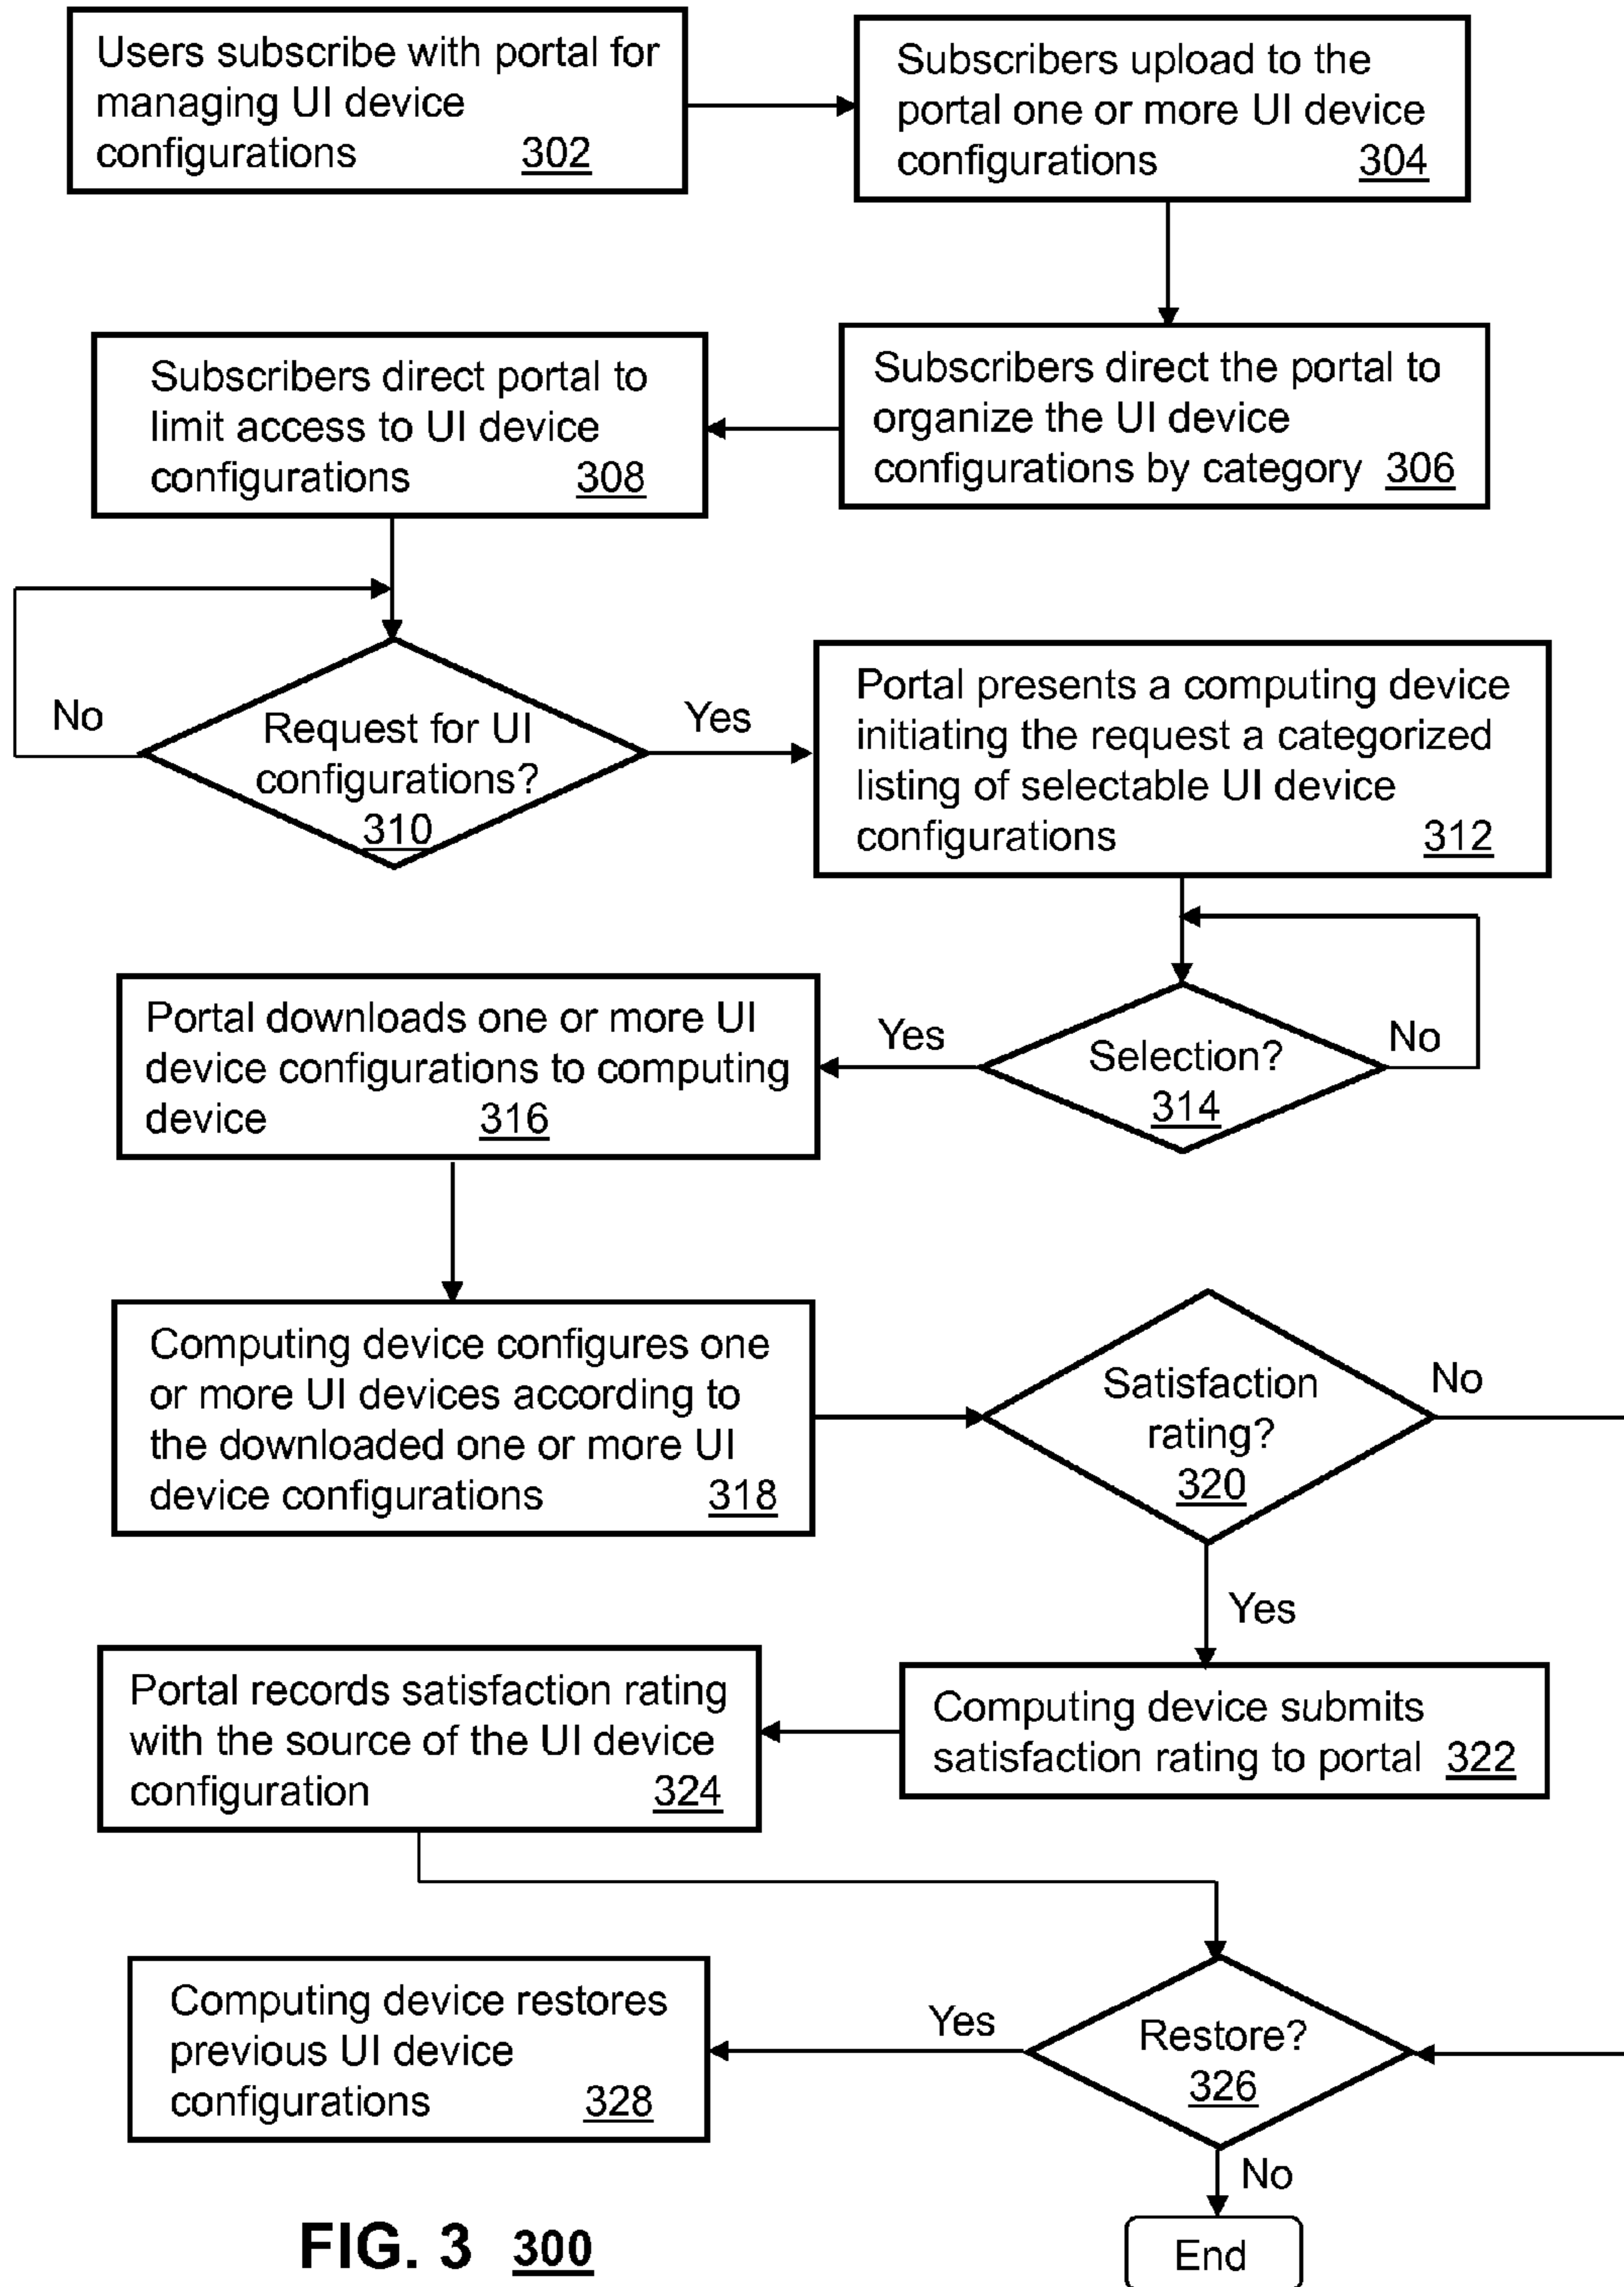 Users subscribe with portal for
managing UI device
configurations 302
Subscribers upload to the
portal one or more UI device
configurations 304
Subscribers direct the portal to
organize the UI device
configurations by category 306
Subscribers direct portal to
limit access to UI device
configurations 308
No
Request for UI
configurations?
310
Yes
Portal presents a computing device
initiating the request a categorized
listing of selectable UI device
configurations 312
Selection?
314
No
Yes
Portal downloads one or more UI
device configurations to computing
device 316
Computing device configures one
or more UI devices according to
the downloaded one or more UI
device configurations 318
Satisfaction
rating?
320
No
Yes
Computing device submits
satisfaction rating to portal 322
Portal records satisfaction rating
with the source of the UI device
configuration 324
Restore?
326
Yes
Computing device restores
previous UI device
configurations 328
No
End
FIG. 3 300